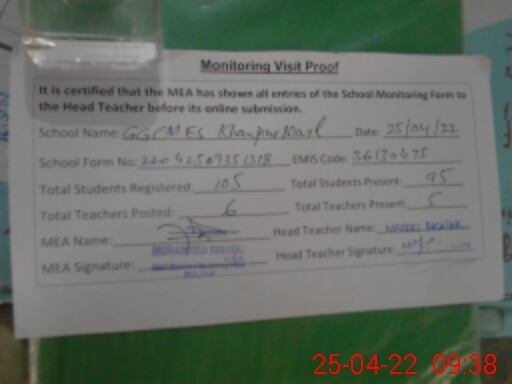 Monitoring Visit Proof
It is certified that the MEA has shown all entries of the School Monitoring Form to
the Head Teacher before its online submission.
School Name: GGCMES Khanpur Maral Date: 25/04/22
School Form No: 220425073513 EMIS Code: 36130475
Total Students Registered: 105 Total Students Present: 95
Total Teachers Posted: 6 Total Teachers Present: 5
MEA Name: Head Teacher Name:
MEA Signature: Head Teacher Signature:
25-04-22 09:38